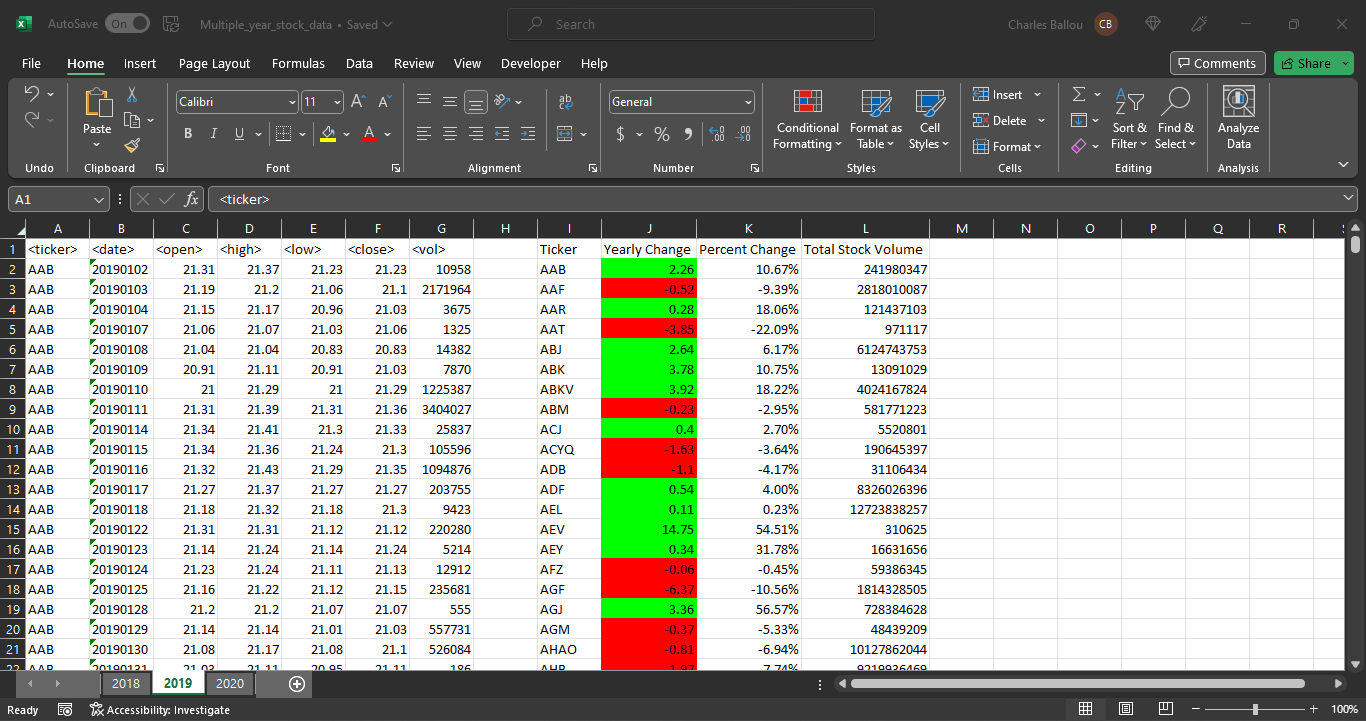 AutoSave On Multiple_year_stock_data • Saved Search Charles Ballou CB
File Home Insert Page Layout Formulas Data Review View Developer Help Comments Share
Calibri 11 General Insert Σ
Paste B I U $ % Conditional Formatting Format as Table Cell Styles Delete Sort & Filter Find & Select Analyze Data
Format
Undo Clipboard Font Alignment Number Styles Cells Editing Analysis
A1 fx <ticker>
A B C D E F G H I J K L M N O P Q R S
1 <ticker> <date> <open> <high> <low> <close> <vol> Ticker Yearly Change Percent Change Total Stock Volume
2 AAB 20190102 21.31 21.37 21.23 21.23 10958 AAB 2.26 10.67% 241980347
3 AAB 20190103 21.19 21.2 21.06 21.1 2171964 AAF -0.52 -9.39% 2818010087
4 AAB 20190104 21.15 21.17 20.96 21.03 3675 AAR 0.28 18.06% 121437103
5 AAB 20190107 21.06 21.07 21.03 21.06 1325 AAT -3.85 -22.09% 971117
6 AAB 20190108 21.04 21.04 20.83 20.83 14382 ABJ 2.64 6.17% 6124743753
7 AAB 20190109 20.91 21.11 20.91 21.03 7870 ABK 3.78 10.75% 13091029
8 AAB 20190110 21 21.29 21 21.29 1225387 ABKV 3.92 18.22% 4024167824
9 AAB 20190111 21.31 21.39 21.31 21.36 3404027 ABM -0.23 -2.95% 581771223
10 AAB 20190114 21.34 21.41 21.3 21.33 25837 ACJ 0.4 2.70% 5520801
11 AAB 20190115 21.34 21.36 21.24 21.3 105596 ACYQ -1.63 -3.64% 190645397
12 AAB 20190116 21.32 21.43 21.29 21.35 1094876 ADB -1.1 -4.17% 31106434
13 AAB 20190117 21.27 21.37 21.27 21.27 203755 ADF 0.54 4.00% 8326026396
14 AAB 20190118 21.18 21.32 21.18 21.3 9423 AEL 0.11 0.23% 12723838257
15 AAB 20190122 21.31 21.31 21.12 21.12 220280 AEV 14.75 54.51% 310625
16 AAB 20190123 21.14 21.24 21.14 21.24 5214 AEY 0.34 31.78% 16631656
17 AAB 20190124 21.23 21.24 21.11 21.13 12912 AFZ -0.06 -0.45% 59386345
18 AAB 20190125 21.16 21.22 21.12 21.15 235681 AGF -6.37 -10.56% 1814328505
19 AAB 20190128 21.2 21.2 21.07 21.07 555 AGJ 3.36 56.57% 728384628
20 AAB 20190129 21.14 21.14 21.01 21.03 557731 AGM -0.37 -5.33% 48439209
21 AAB 20190130 21.08 21.17 21.08 21.1 526084 AHAO -0.81 -6.94% 10127862044
22 AAB 20190131 21.03 21.11 20.95 21.11 186
2018 2019 2020
Ready Accessibility: Investigate 100%